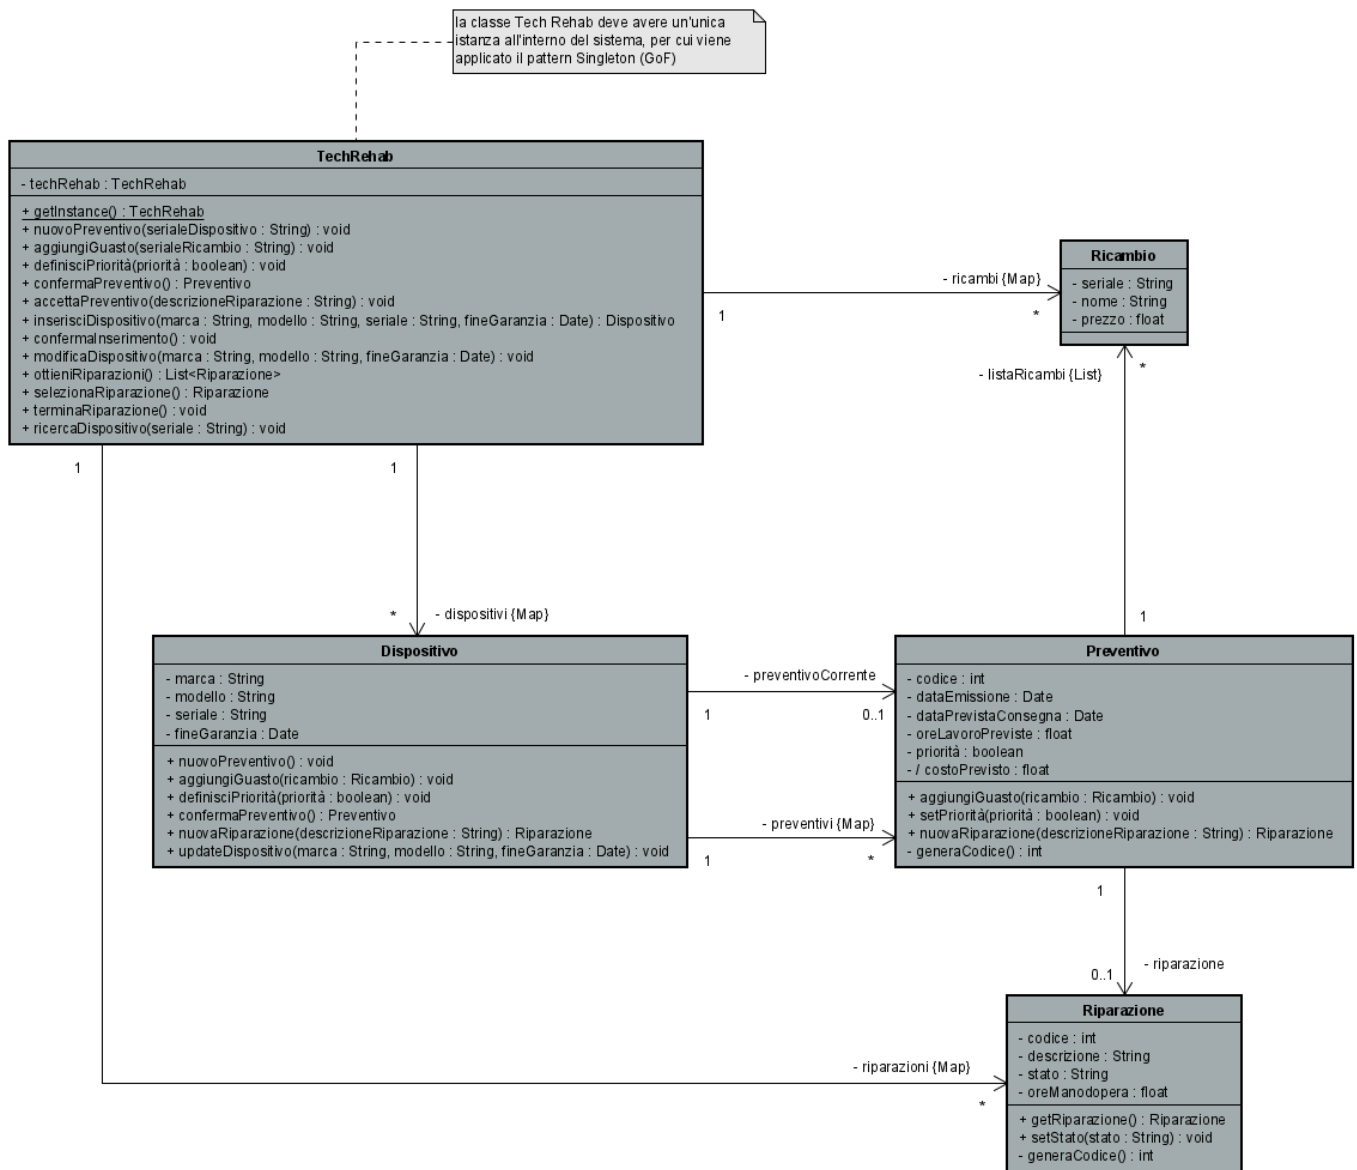 la classe Tech Rehab deve avere un'unica
istanza all'interno del sistema, per cui viene
applicato il pattern Singleton (GoF)
TechRehab
- techRehab : TechRehab
+ getInstance() : TechRehab
+ nuovoPreventivo(serialeDispositivo : String) : void
+ aggiungiGuasto(serialeRicambio : String) : void
+ definisciPriorità(priorità : boolean) : void
+ confermaPreventivo() : Preventivo
+ accettaPreventivo(descrizioneRiparazione : String) : void
+ inserisciDispositivo(marca : String, modello : String, seriale : String, fineGaranzia : Date) : Dispositivo
+ confermaInserimento() : void
+ modificaDispositivo(marca : String, modello : String, fineGaranzia : Date) : void
+ ottieniRiparazioni() : List<Riparazione>
+ selezionaRiparazione() : Riparazione
+ terminaRiparazione() : void
+ ricercaDispositivo(seriale : String) : void
- ricambi {Map}
1
*
Ricambio
- seriale : String
- nome : String
- prezzo : float
- listaRicambi {List}
*
1
1
1
* - dispositivi {Map}
Dispositivo
- marca : String
- modello : String
- seriale : String
- fineGaranzia : Date
+ nuovoPreventivo() : void
+ aggiungiGuasto(ricambio : Ricambio) : void
+ definisciPriorità(priorità : boolean) : void
+ confermaPreventivo() : Preventivo
+ nuovaRiparazione(descrizioneRiparazione : String) : Riparazione
+ updateDispositivo(marca : String, modello : String, fineGaranzia : Date) : void
- preventivoCorrente
1
0..1
- preventivi {Map}
1
*
1
Preventivo
- codice : int
- dataEmissione : Date
- dataPrevistaConsegna : Date
- oreLavoroPreviste : float
- priorità : boolean
- / costoPrevisto : float
+ aggiungiGuasto(ricambio : Ricambio) : void
+ setPriorità(priorità : boolean) : void
+ nuovaRiparazione(descrizioneRiparazione : String) : Riparazione
- generaCodice() : int
1
- riparazione
0..1
- riparazioni {Map}
*
Riparazione
- codice : int
- descrizione : String
- stato : String
- oreManodopera : float
+ getRiparazione() : Riparazione
+ setStato(stato : String) : void
- generaCodice() : int